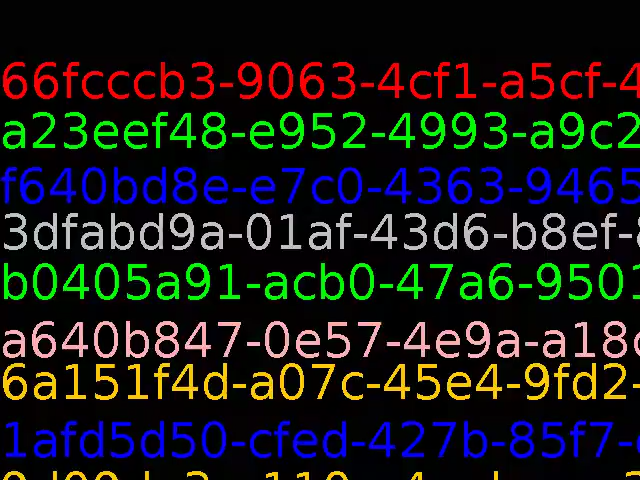 66fcccb3-9063-4cf1-a5cf-4
a23eef48-e952-4993-a9c2
f640bd8e-e7c0-4363-9465
3dfabd9a-01af-43d6-b8ef-
b0405a91-acb0-47a6-9501
a640b847-0e57-4e9a-a18
6a151f4d-a07c-45e4-9fd2-
1afd5d50-cfed-427b-85f7-